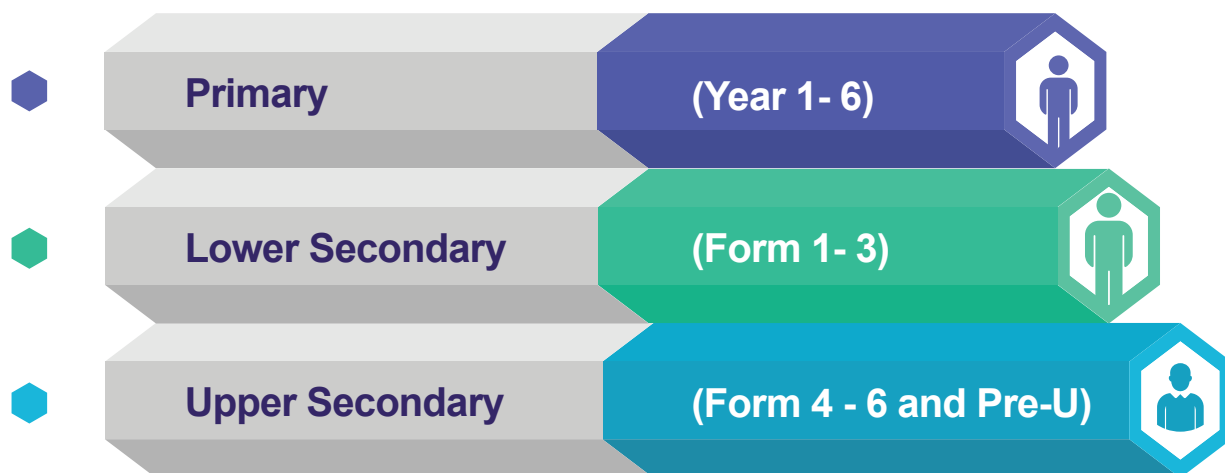 Primary (Year 1- 6)
Lower Secondary (Form 1- 3)
Upper Secondary (Form 4 - 6 and Pre-U)